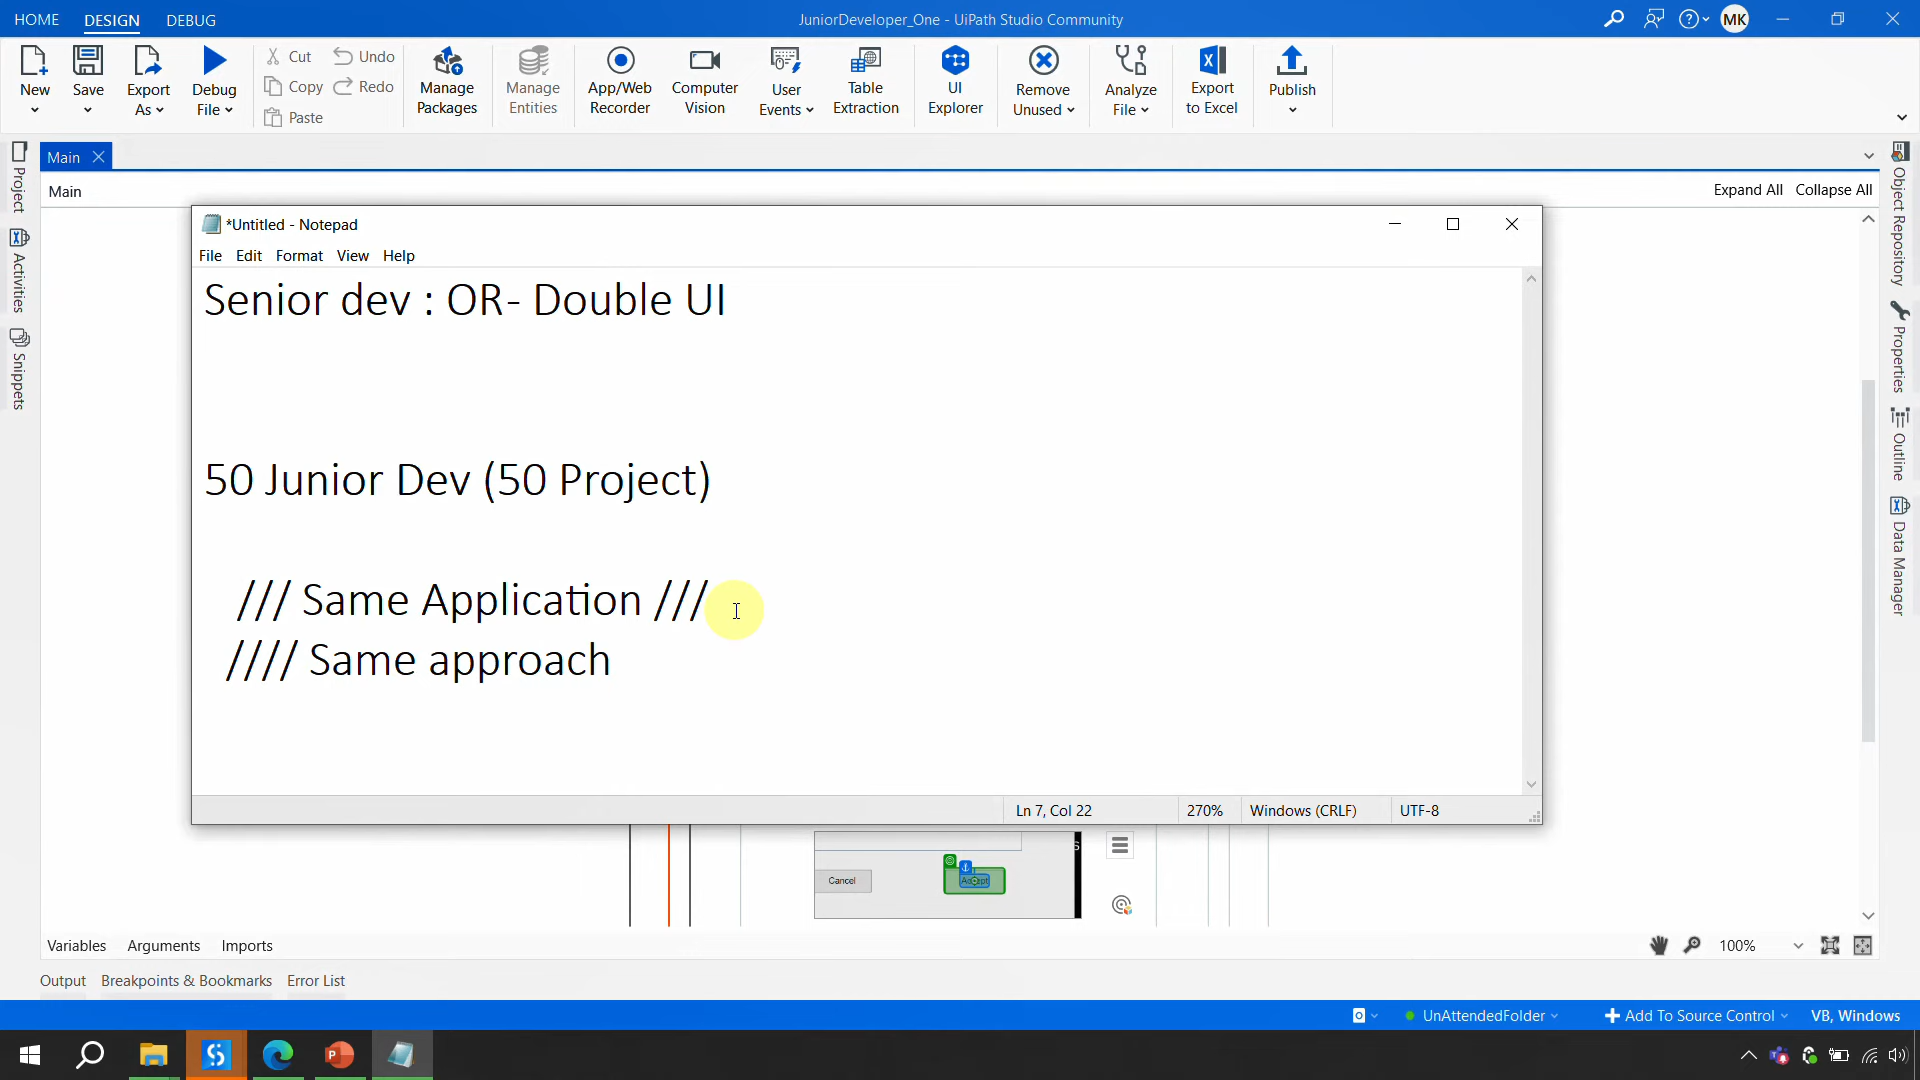 HOME DESIGN DEBUG
JuniorDeveloper_One - UiPath Studio Community
MK
New
Save
Export As
Debug File
Cut
Copy
Paste
Undo
Redo
Manage Packages
Manage Entities
App/Web Recorder
Computer Vision
User Events
Table Extraction
UI Explorer
Remove Unused
Analyze File
Export to Excel
Publish
Main
Main
Expand All Collapse All
Project
Activities
Snippets
Object Repository
Properties
Outline
Data Manager
*Untitled - Notepad
File Edit Format View Help
Senior dev : OR- Double UI
50 Junior Dev (50 Project)
/// Same Application ///
//// Same approach
Ln 7, Col 22 270% Windows (CRLF) UTF-8
Cancel
Accept
Variables Arguments Imports
100%
Output Breakpoints & Bookmarks Error List
UnAttendedFolder Add To Source Control VB, Windows